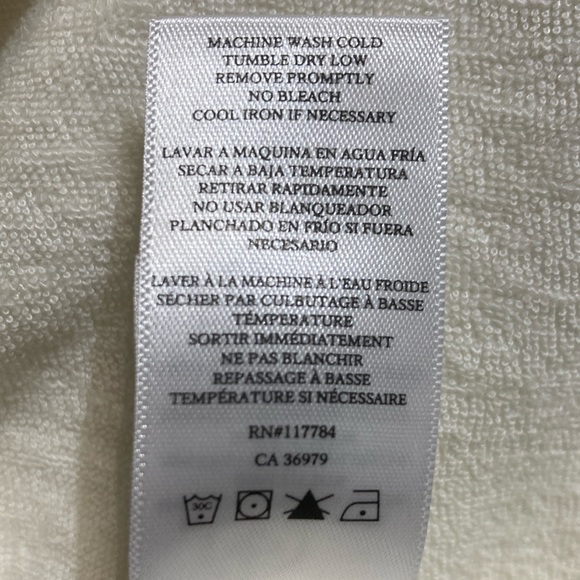 MACHINE WASH COLD
TUMBLE DRY LOW
REMOVE PROMPTLY
NO BLEACH
COOL IRON IF NECESSARY
LAVAR A MAQUINA EN AGUA FRÍA
SECAR A BAJA TEMPERATURA
RETIRAR RAPIDAMENTE
NO USAR BLANQUEADOR
PLANCHADO EN FRÍO SI FUERA
NECESARIO
LAVER À LA MACHINE À L'EAU FROIDE
SÉCHER PAR CULBUTAGE À BASSE
TEMPÉRATURE
SORTIR IMMÉDIATEMENT
NE PAS BLANCHIR
REPASSAGE À BASSE
TEMPÉRATURE SI NÉCESSAIRE
RN#117784
CA 36979
30C